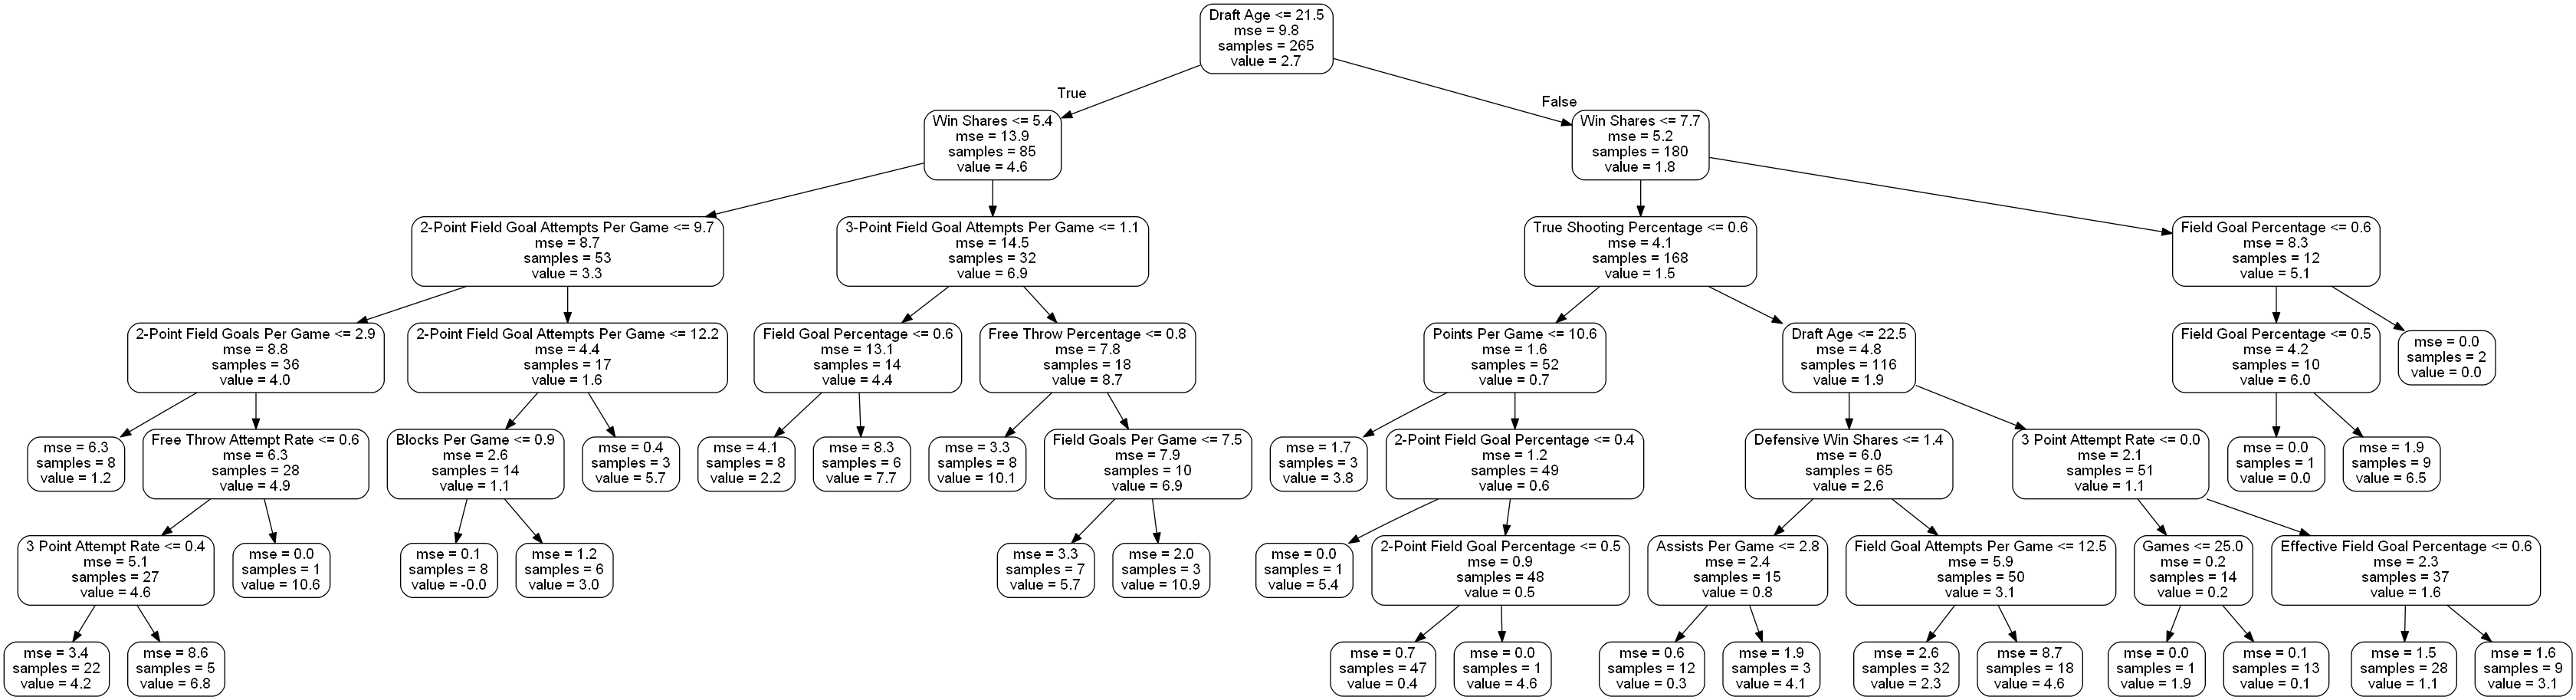 Draft Age <= 21.5
mse = 9.8
samples = 265
value = 2.7
True
False
Win Shares <= 5.4
mse = 13.9
samples = 85
value = 4.6
Win Shares <= 7.7
mse = 5.2
samples = 180
value = 1.8
2-Point Field Goal Attempts Per Game <= 9.7
mse = 8.7
samples = 53
value = 3.3
3-Point Field Goal Attempts Per Game <= 1.1
mse = 14.5
samples = 32
value = 6.9
True Shooting Percentage <= 0.6
mse = 4.1
samples = 168
value = 1.5
Field Goal Percentage <= 0.6
mse = 8.3
samples = 12
value = 5.1
2-Point Field Goals Per Game <= 2.9
mse = 8.8
samples = 36
value = 4.0
2-Point Field Goal Attempts Per Game <= 12.2
mse = 4.4
samples = 17
value = 1.6
Field Goal Percentage <= 0.6
mse = 13.1
samples = 14
value = 4.4
Free Throw Percentage <= 0.8
mse = 7.8
samples = 18
value = 8.7
Points Per Game <= 10.6
mse = 1.6
samples = 52
value = 0.7
Draft Age <= 22.5
mse = 4.8
samples = 116
value = 1.9
Field Goal Percentage <= 0.5
mse = 4.2
samples = 10
value = 6.0
mse = 0.0
samples = 2
value = 0.0
mse = 6.3
samples = 8
value = 1.2
Free Throw Attempt Rate <= 0.6
mse = 6.3
samples = 28
value = 4.9
Blocks Per Game <= 0.9
mse = 2.6
samples = 14
value = 1.1
mse = 0.4
samples = 3
value = 5.7
mse = 4.1
samples = 8
value = 2.2
mse = 8.3
samples = 6
value = 7.7
mse = 3.3
samples = 8
value = 10.1
Field Goals Per Game <= 7.5
mse = 7.9
samples = 10
value = 6.9
mse = 1.7
samples = 3
value = 3.8
2-Point Field Goal Percentage <= 0.4
mse = 1.2
samples = 49
value = 0.6
Defensive Win Shares <= 1.4
mse = 6.0
samples = 65
value = 2.6
3 Point Attempt Rate <= 0.0
mse = 2.1
samples = 51
value = 1.1
mse = 0.0
samples = 1
value = 0.0
mse = 1.9
samples = 9
value = 6.5
3 Point Attempt Rate <= 0.4
mse = 5.1
samples = 27
value = 4.6
mse = 0.0
samples = 1
value = 10.6
mse = 0.1
samples = 8
value = -0.0
mse = 1.2
samples = 6
value = 3.0
mse = 3.3
samples = 7
value = 5.7
mse = 2.0
samples = 3
value = 10.9
mse = 0.0
samples = 1
value = 5.4
2-Point Field Goal Percentage <= 0.5
mse = 0.9
samples = 48
value = 0.5
Assists Per Game <= 2.8
mse = 2.4
samples = 15
value = 0.8
Field Goal Attempts Per Game <= 12.5
mse = 5.9
samples = 50
value = 3.1
Games <= 25.0
mse = 0.2
samples = 14
value = 0.2
Effective Field Goal Percentage <= 0.6
mse = 2.3
samples = 37
value = 1.6
mse = 3.4
samples = 22
value = 4.2
mse = 8.6
samples = 5
value = 6.8
mse = 0.7
samples = 47
value = 0.4
mse = 0.0
samples = 1
value = 4.6
mse = 0.6
samples = 12
value = 0.3
mse = 1.9
samples = 3
value = 4.1
mse = 2.6
samples = 32
value = 2.3
mse = 8.7
samples = 18
value = 4.6
mse = 0.0
samples = 1
value = 1.9
mse = 0.1
samples = 13
value = 0.1
mse = 1.5
samples = 28
value = 1.1
mse = 1.6
samples = 9
value = 3.1